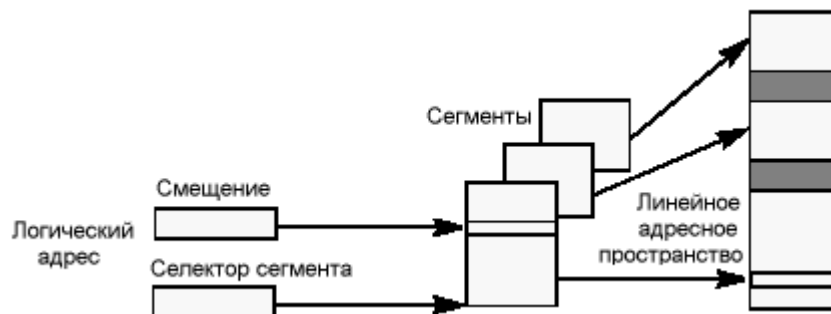 Сегменты
Смещение
Логический
адрес
Селектор сегмента
Линейное
адресное
пространство